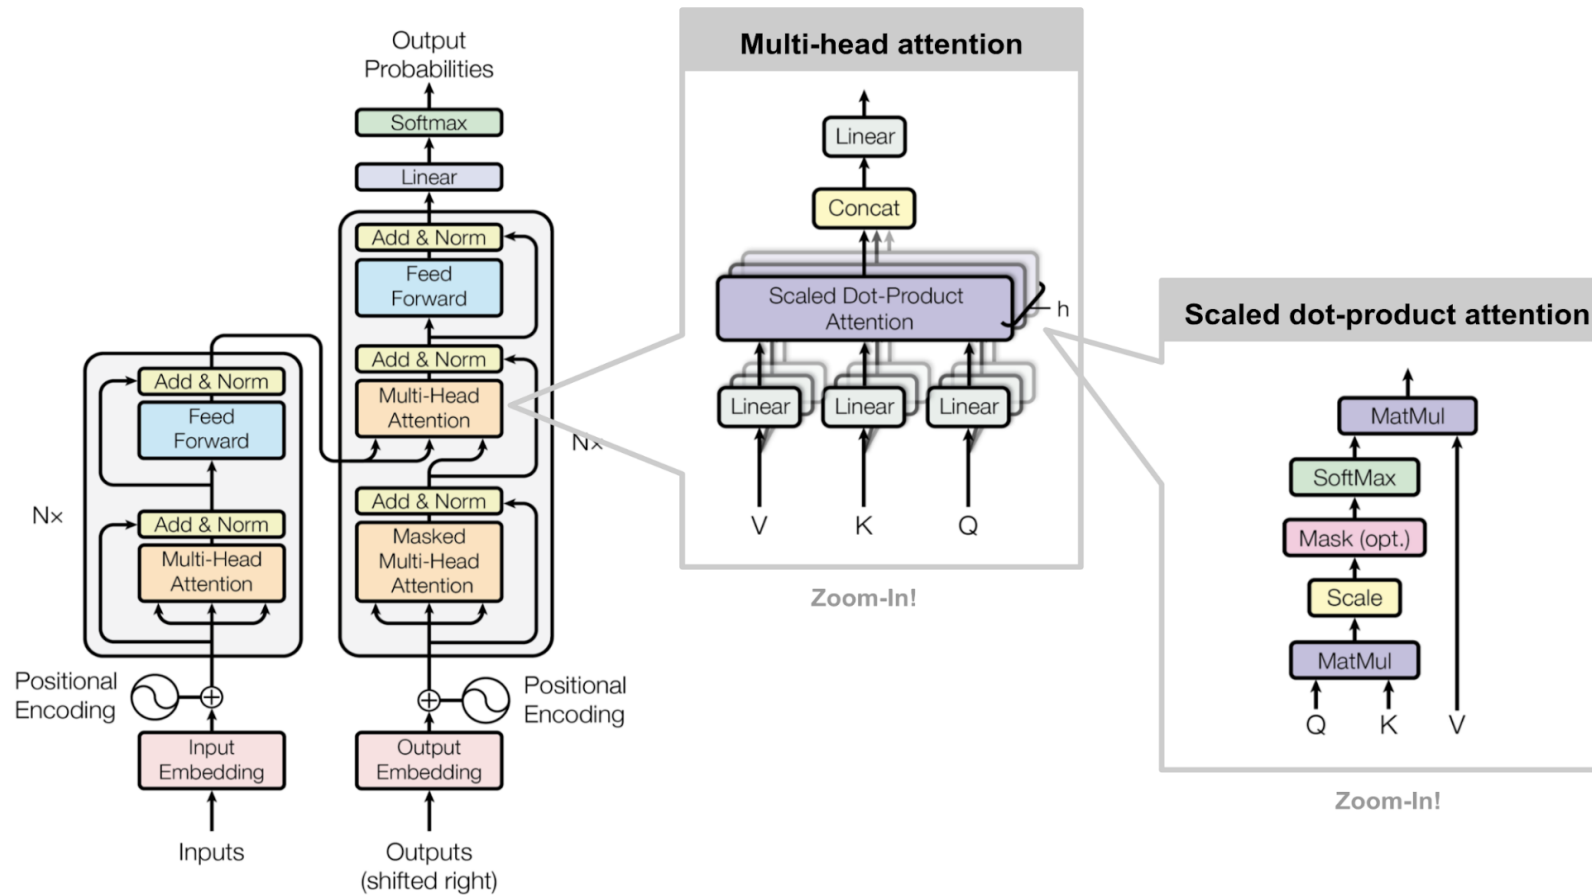 Output
Probabilities
Softmax
Linear
Add & Norm
Feed
Forward
Add & Norm
Multi-Head
Attention
Nx
Add & Norm
Masked
Multi-Head
Attention
Positional
Encoding
Output
Embedding
Outputs
(shifted right)
Add & Norm
Feed
Forward
Nx
Add & Norm
Multi-Head
Attention
Positional
Encoding
Input
Embedding
Inputs
Multi-head attention
Linear
Concat
Scaled Dot-Product
Attention
h
Linear Linear Linear
V K Q
Zoom-In!
Scaled dot-product attention
MatMul
SoftMax
Mask (opt.)
Scale
MatMul
Q K V
Zoom-In!